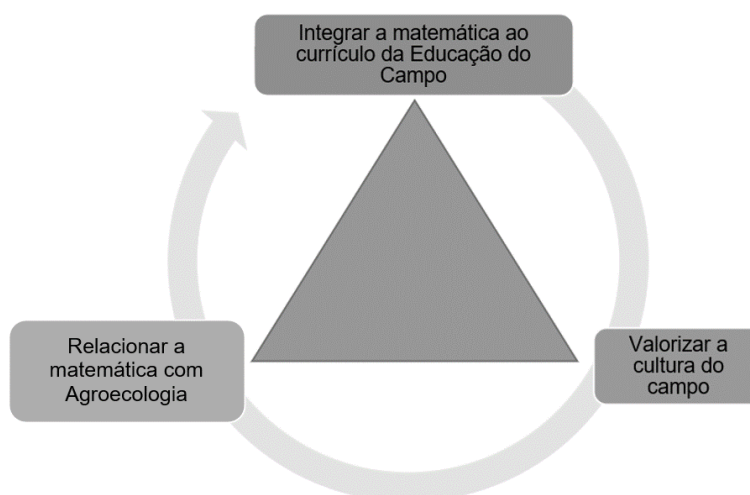 Integrar a matemática ao
currículo da Educação do
Campo
Relacionar a
matemática com
Agroecologia
Valorizar a
cultura do
campo